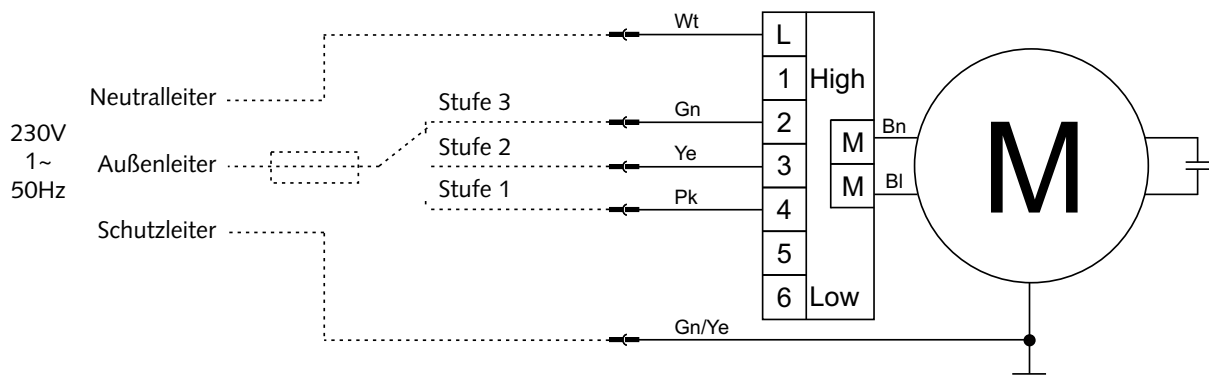 Wt
L
Neutralleiter
1 High
Stufe 3
Gn
2
230V
1~
50Hz
Außenleiter
Stufe 2
Ye
3
M
Bn
M
Stufe 1
Pk
4
M
Bl
Schutzleiter
5
6 Low
Gn/Ye